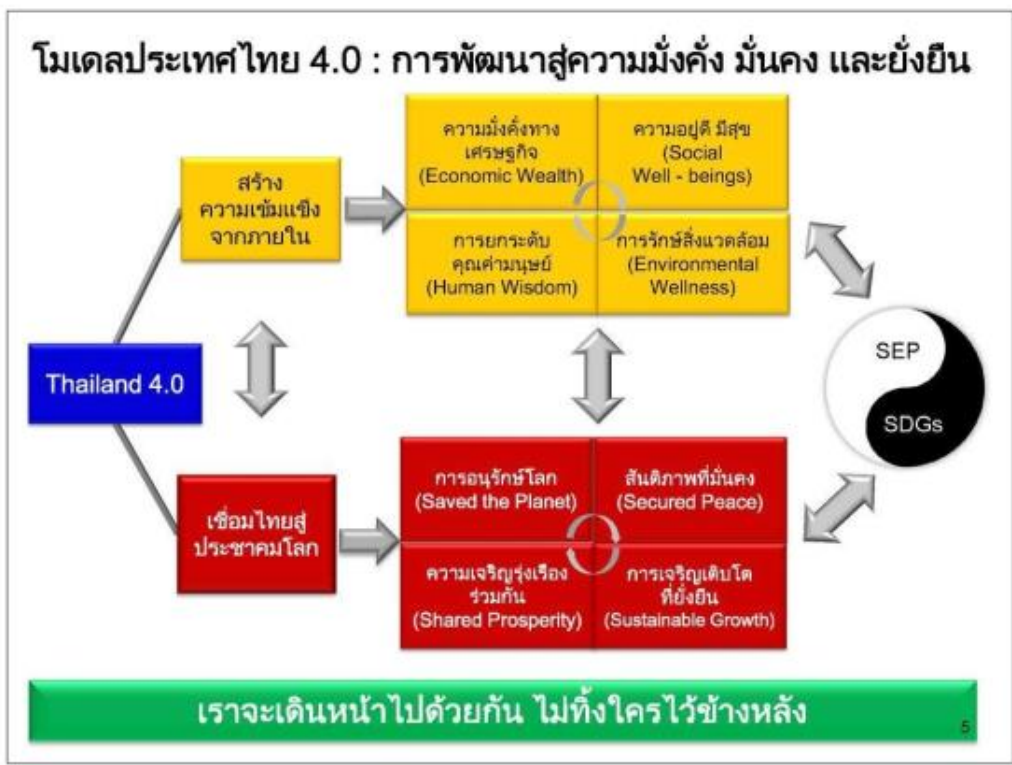 โมเดลประเทศไทย 4.0 : การพัฒนาสู่ความมั่งคั่ง มั่นคง และยั่งยืน
สร้าง
ความเข้มแข็ง
จากภายใน
ความมั่งคั่งทาง
เศรษฐกิจ
(Economic Wealth)
ความอยู่ดี มีสุข
(Social
Well - beings)
การยกระดับ
คุณค่ามนุษย์
(Human Wisdom)
การรักษ์สิ่งแวดล้อม
(Environmental
Wellness)
Thailand 4.0
SEP
SDGs
เชื่อมไทยสู่
ประชาคมโลก
การอนุรักษ์โลก
(Saved the Planet)
สันติภาพที่มั่นคง
(Secured Peace)
ความเจริญรุ่งเรือง
ร่วมกัน
(Shared Prosperity)
การเจริญเติบโต
ที่ยั่งยืน
(Sustainable Growth)
เราจะเดินหน้าไปด้วยกัน ไม่ทิ้งใครไว้ข้างหลัง
5